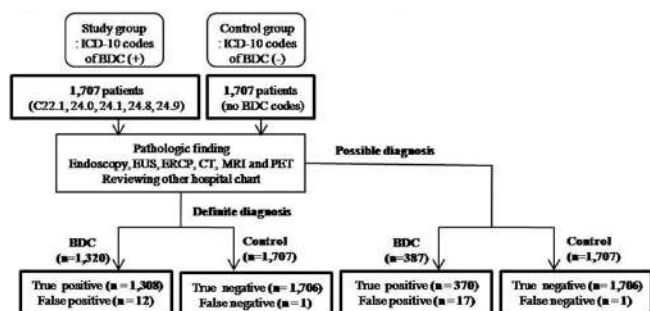 Study group
: ICD-10 codes
of BDC (+)
Control group
: ICD-10 codes
of BDC (-)
1,707 patients
(C22.1, 24.0, 24.1, 24.8, 24.9)
1,707 patients
(no BDC codes)
Pathologic finding
Endoscopy, EUS, ERCP, CT, MRI and PET
Reviewing other hospital chart
Possible diagnosis
Definite diagnosis
BDC
(n=1,320)
Control
(n=1,707)
BDC
(n=387)
Control
(n=1,707)
True positive (n = 1,308)
False positive (n = 12)
True negative (n = 1,706)
False negative (n = 1)
True positive (n = 370)
False positive (n = 17)
True negative (n = 1,706)
False negative (n = 1)